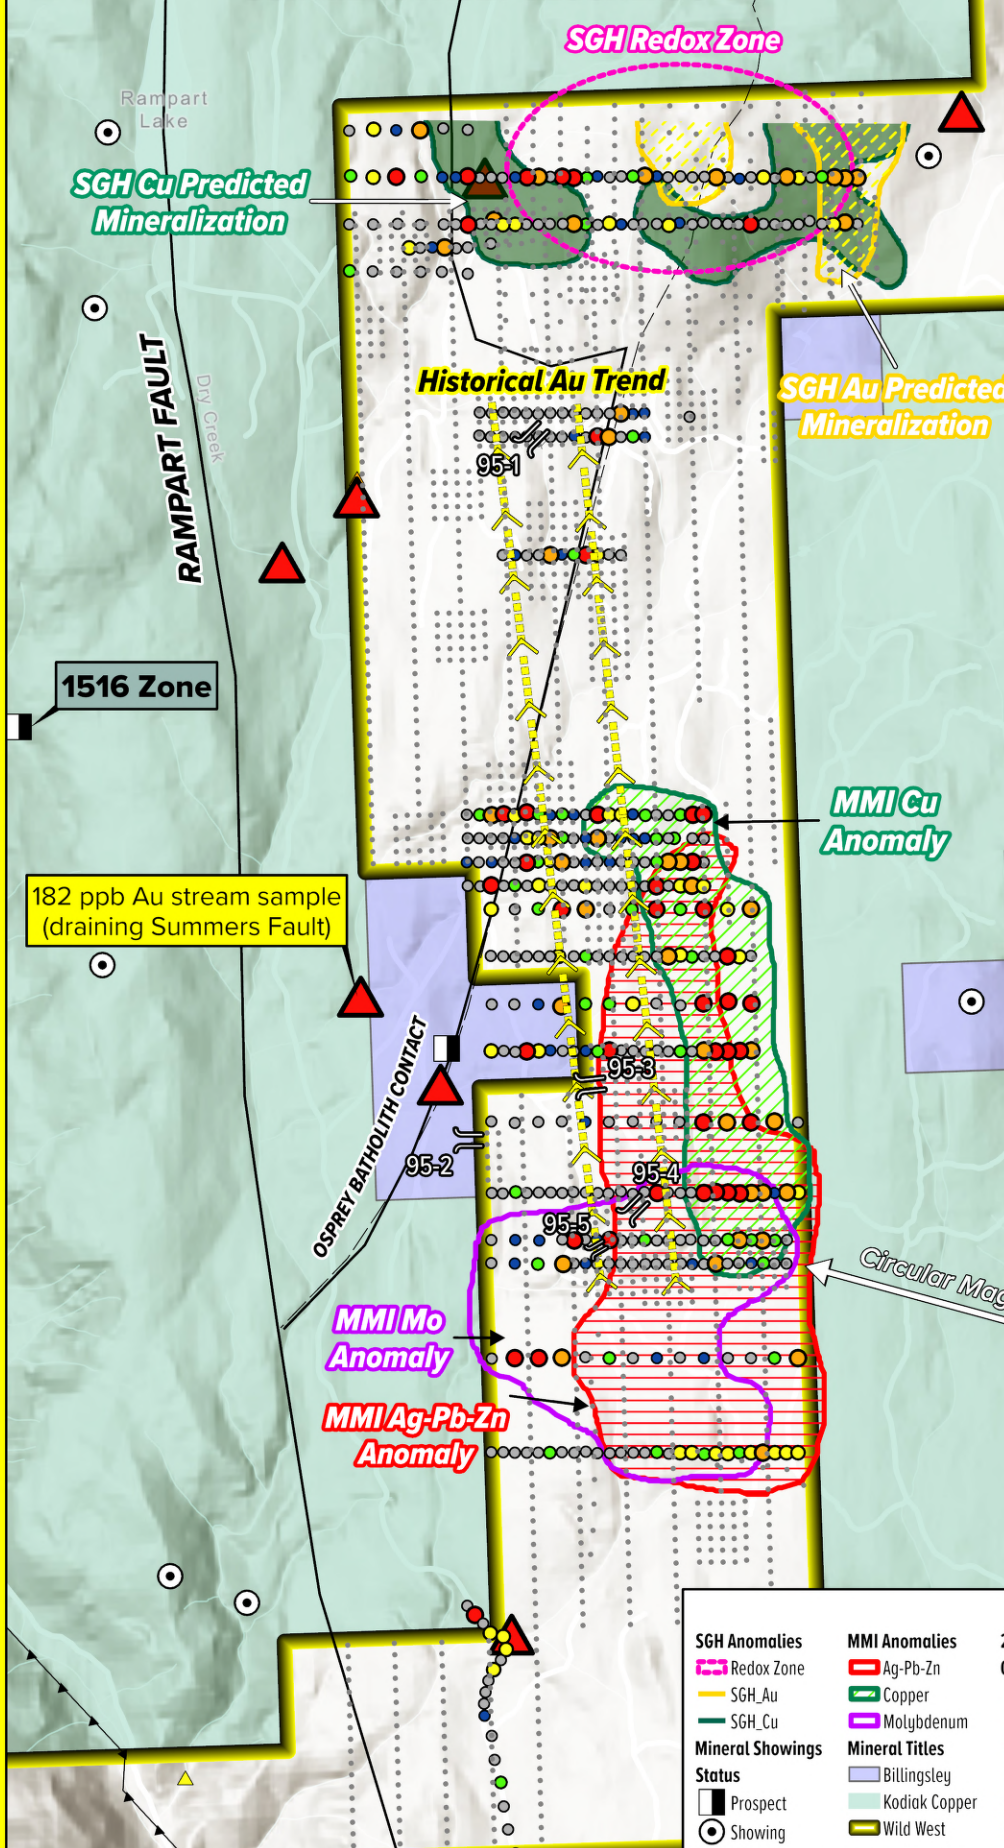 SGH Redox Zone
Rampart
Lake
SGH Cu Predicted
Mineralization
Historical Au Trend
SGH Au Predicted
Mineralization
RAMPART FAULT
Dry Creek
95-1
1516 Zone
MMI Cu
Anomaly
182 ppb Au stream sample
(draining Summers Fault)
OSPREY BATHOLITH CONTACT
95-3
95-2
95-4
95-5
Circular Mag
MMI Mo
Anomaly
MMI Ag-Pb-Zn
Anomaly
SGH Anomalies
Redox Zone
SGH_Au
SGH_Cu
Mineral Showings
Status
Prospect
Showing
MMI Anomalies
Ag-Pb-Zn
Copper
Molybdenum
Mineral Titles
Billingsley
Kodiak Copper
Wild West